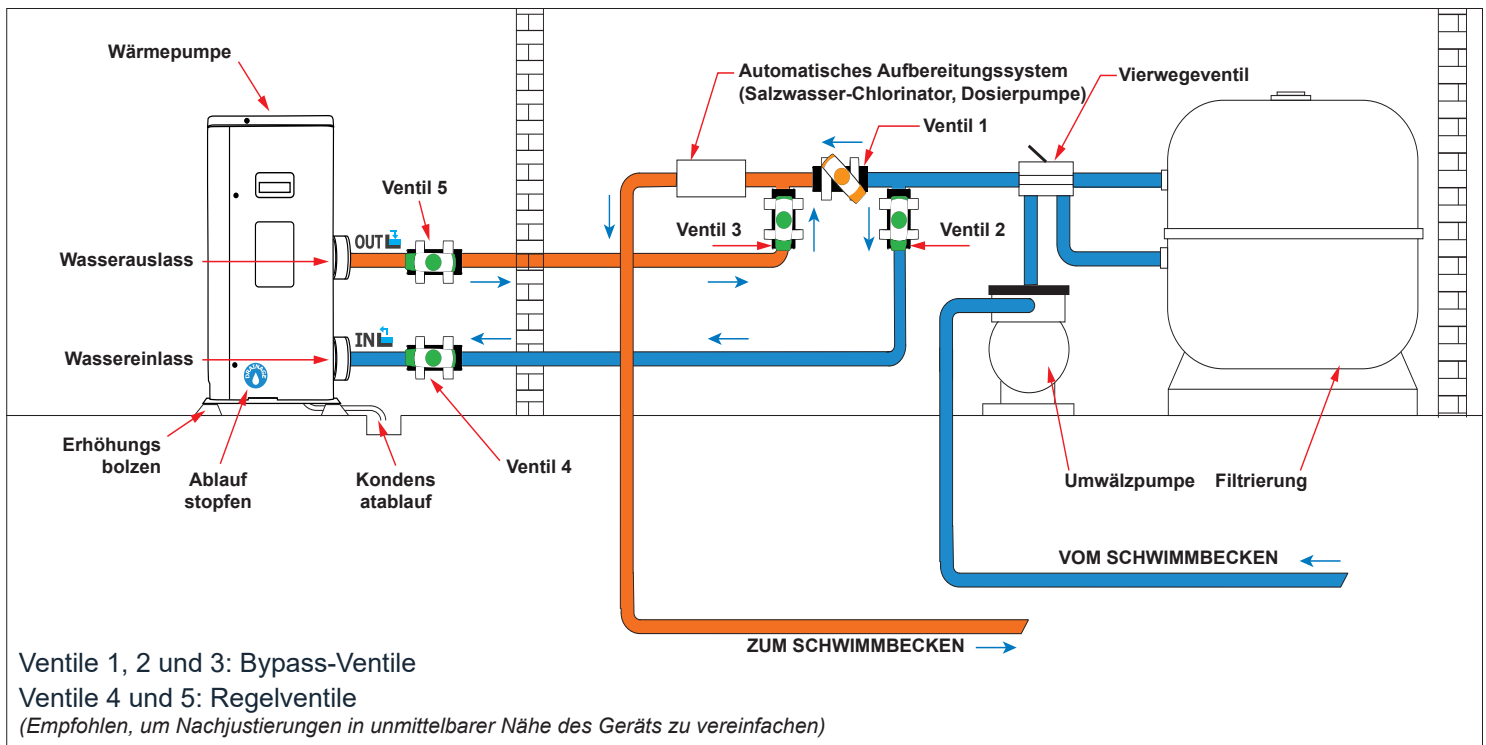 Wärmepumpe
Automatisches Aufbereitungssystem
(Salzwasser-Chlorinator, Dosierpumpe)
Vierwegeventil
Ventil 1
Ventil 5
Ventil 3
Ventil 2
OUT
Wasserauslass
IN
Wassereinlass
DRAINAGE
Erhöhungs
bolzen
Ablauf
stopfen
Kondens
atablauf
Ventil 4
Umwälzpumpe
Filtrierung
VOM SCHWIMMBECKEN
ZUM SCHWIMMBECKEN
Ventile 1, 2 und 3: Bypass-Ventile
Ventile 4 und 5: Regelventile
(Empfohlen, um Nachjustierungen in unmittelbarer Nähe des Geräts zu vereinfachen)